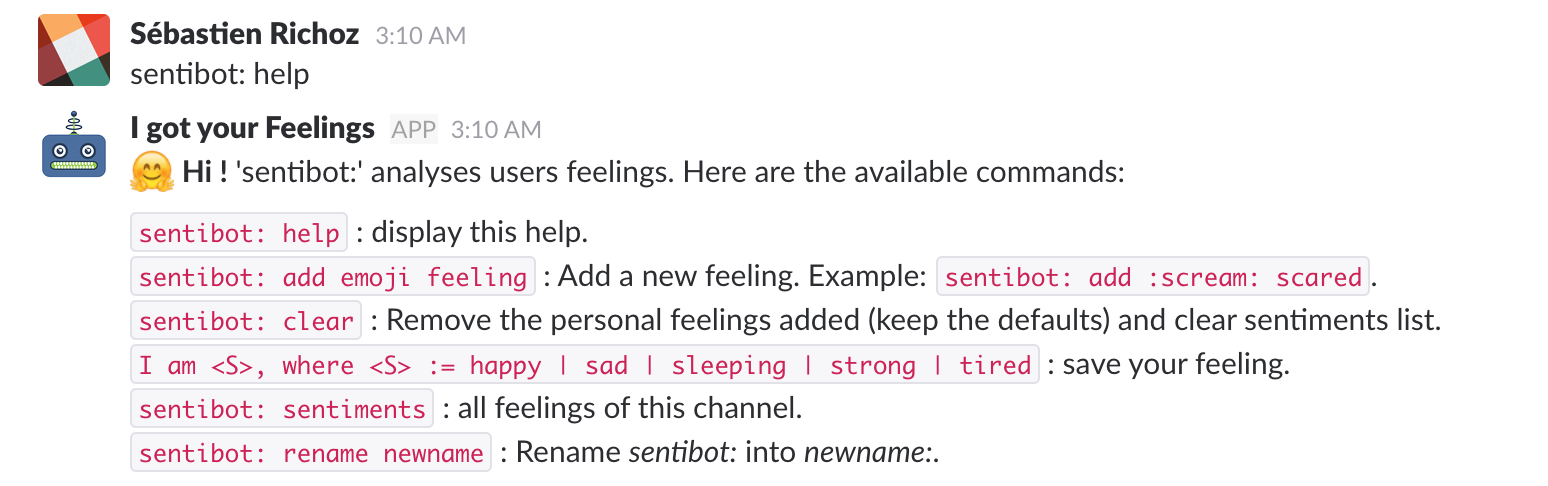 Sébastien Richoz 3:10 AM
sentibot: help
I got your Feelings APP 3:10 AM
🤗 Hi ! 'sentibot:' analyses users feelings. Here are the available commands:
sentibot: help : display this help.
sentibot: add emoji feeling : Add a new feeling. Example: sentibot: add :scream: scared.
sentibot: clear : Remove the personal feelings added (keep the defaults) and clear sentiments list.
I am <S>, where <S> := happy | sad | sleeping | strong | tired : save your feeling.
sentibot: sentiments : all feelings of this channel.
sentibot: rename newname : Rename sentibot: into newname:.